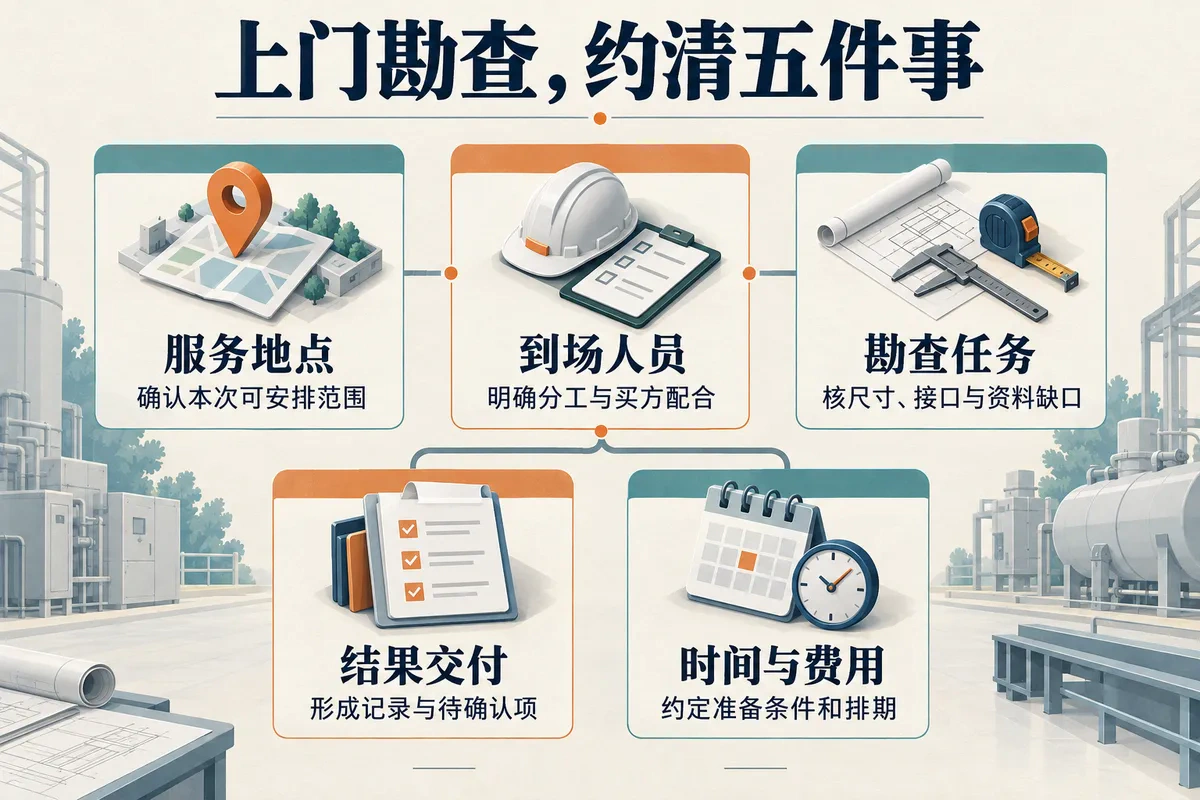 上门勘查,约清五件事
服务地点
确认本次可安排范围
到场人员
明确分工与买方配合
勘查任务
核尺寸、接口与资料缺口
结果交付
形成记录与待确认项
时间与费用
约定准备条件和排期